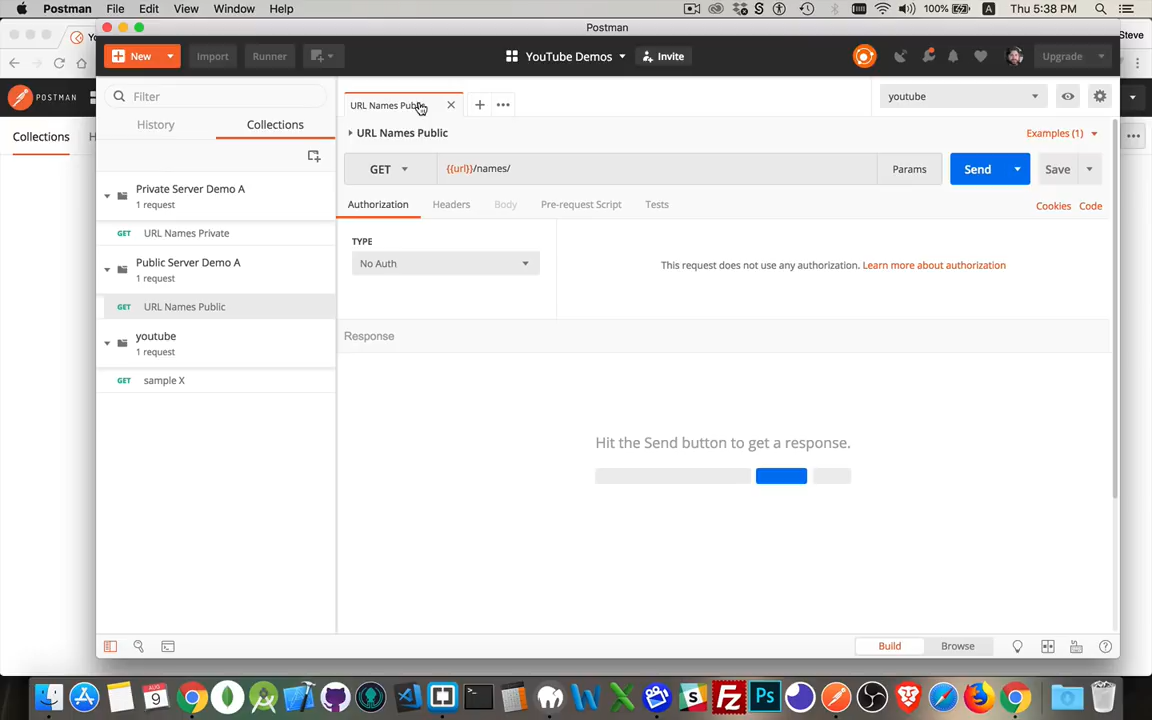 Postman File Edit View Window Help 100% A Thu 5:38 PM
Postman
Steve
New Import Runner YouTube Demos Invite Upgrade
POSTMAN
Filter
URL Names Public
youtube
History Collections
Collections
URL Names Public Examples (1)
GET {{url}}/names/ Params Send Save
Private Server Demo A
1 request
Authorization Headers Body Pre-request Script Tests Cookies Code
GET URL Names Private
TYPE
No Auth
This request does not use any authorization. Learn more about authorization
Public Server Demo A
1 request
GET URL Names Public
youtube
1 request
Response
GET sample X
Hit the Send button to get a response.
Build Browse
AUG
9